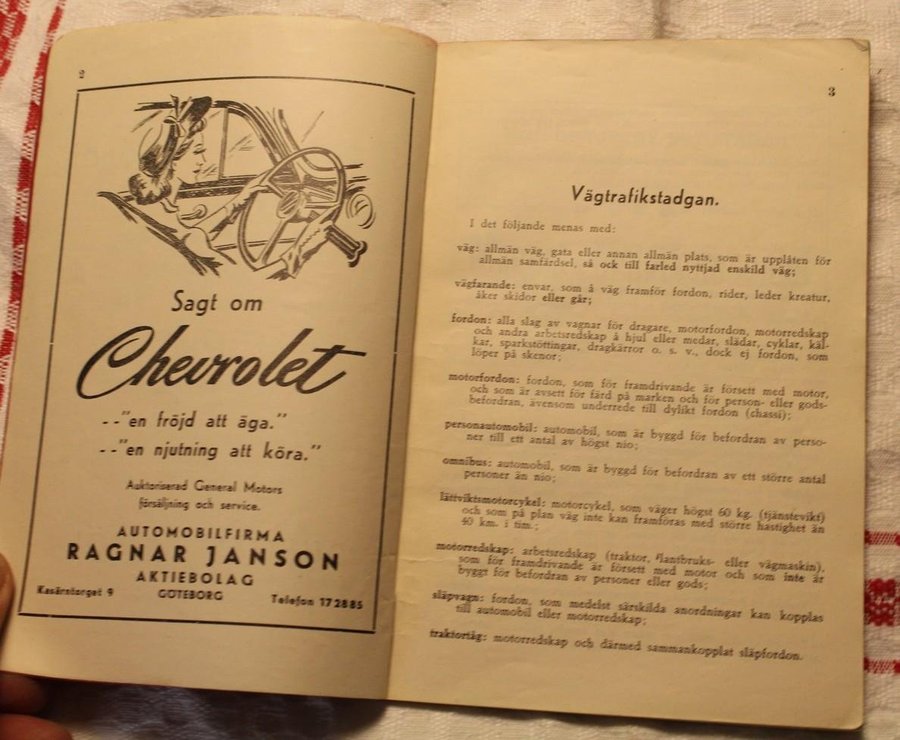 2
Sagt om
Chevrolet
--"en fröjd att äga."
--"en njutning att köra."
Auktoriserad General Motors
försäljning och service.
AUTOMOBILFIRMA
RAGNAR JANSON
AKTIEBOLAG
Kasärntorget 9 GÖTEBORG Telefon 172885
3
Vägtrafikstadgan.
I det följande menas med:
väg: allmän väg, gata eller annan allmän plats, som är upplåten för
allmän samfärdsel, så ock till farled nyttjad enskild väg;
vägfarande: envar, som å väg framför fordon, rider, leder kreatur,
åker skidor eller går;
fordon: alla slag av vagnar för dragare, motorfordon, motorredskap
och andra arbetsredskap å hjul eller medar, slädar, cyklar, käl-
kar, sparkstöttingar, dragkärror o. s. v., dock ej fordon, som
löper på skenor;
motorfordon: fordon, som för framdrivande är försett med motor,
och som är avsett för färd på marken och för person- eller gods-
befordran, ävensom underrede till dylikt fordon (chassi);
personautomobil: automobil, som är byggd för befordran av perso-
ner till ett antal av högst nio;
omnibus: automobil, som är byggd för befordran av ett större antal
personer än nio;
lättviktsmotorcykel: motorcykel, som väger högst 60 kg. (tjänstevikt)
och som på plan väg inte kan framföras med större hastighet än
40 km. i tim.;
motorredskap: arbetsredskap (traktor, lantbruks- eller vägmaskin),
som för framdrivande är försett med motor och som inte är
byggt för befordran av personer eller gods;
släpvagn: fordon, som medelst särskilda anordningar kan kopplas
till automobil eller motorredskap;
traktortåg: motorredskap och därmed sammankopplat släpfordon.